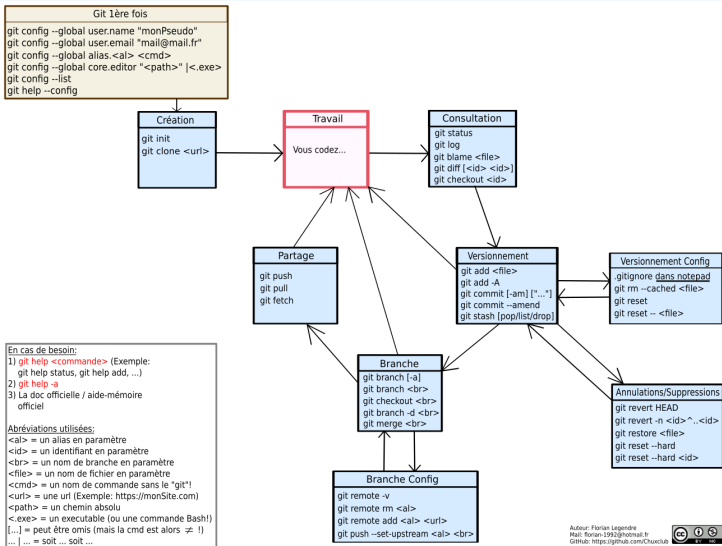 Git 1ère fois
git config --global user.name "monPseudo"
git config --global user.email "mail@mail.fr"
git config --global alias.<al> <cmd>
git config --global core.editor "<path>" |<.exe>
git config --list
git help --config
Création
git init
git clone <url>
Travail
Vous codez...
Consultation
git status
git log
git blame <file>
git diff [<id> <id>]
git checkout <id>
Partage
git push
git pull
git fetch
Versionnement
git add <file>
git add -A
git commit [-am] ["..."]
git commit --amend
git stash [pop/list/drop]
Versionnement Config
.gitignore dans notepad
git rm --cached <file>
git reset
git reset -- <file>
Branche
git branch [-a]
git branch <br>
git checkout <br>
git branch -d <br>
git merge <br>
Annulations/Suppressions
git revert HEAD
git revert -n <id>^..<id>
git restore <file>
git reset --hard
git reset --hard <id>
Branche Config
git remote -v
git remote rm <al>
git remote add <al> <url>
git push --set-upstream <al> <br>
En cas de besoin:
1) git help <commande> (Exemple:
git help status, git help add, ...)
2) git help -a
3) La doc officielle / aide-mémoire
officiel
Abréviations utilisées:
<al> = un alias en paramètre
<id> = un identifiant en paramètre
<br> = un nom de branche en paramètre
<file> = un nom de fichier en paramètre
<cmd> = un nom de commande sans le "git"!
<url> = une url (Exemple: https://monSite.com)
<path> = un chemin absolu
<.exe> = un executable (ou une commande Bash!)
[...] = peut être omis (mais la cmd est alors ≠ !)
... | ... = soit ... soit ...
Auteur: Florian Legendre
Mail: florian-1992@hotmail.fr
GitHub: https://github.com/Chuxclub
cc
BY NC